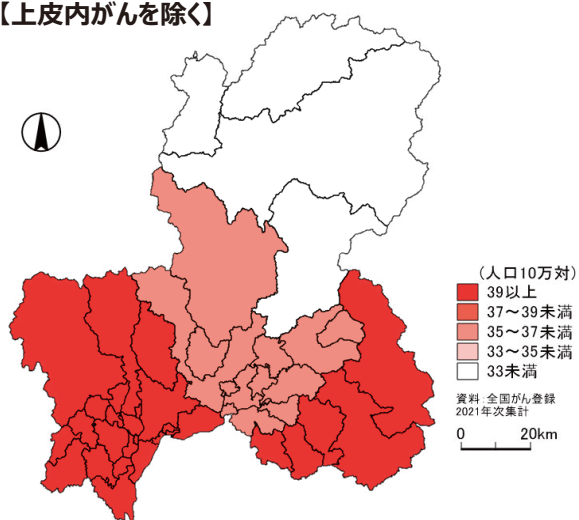 【上皮内がんを除く】
(人口10万対)
39以上
37〜39未満
35〜37未満
33〜35未満
33未満
資料:全国がん登録
2021年次集計
0 20km